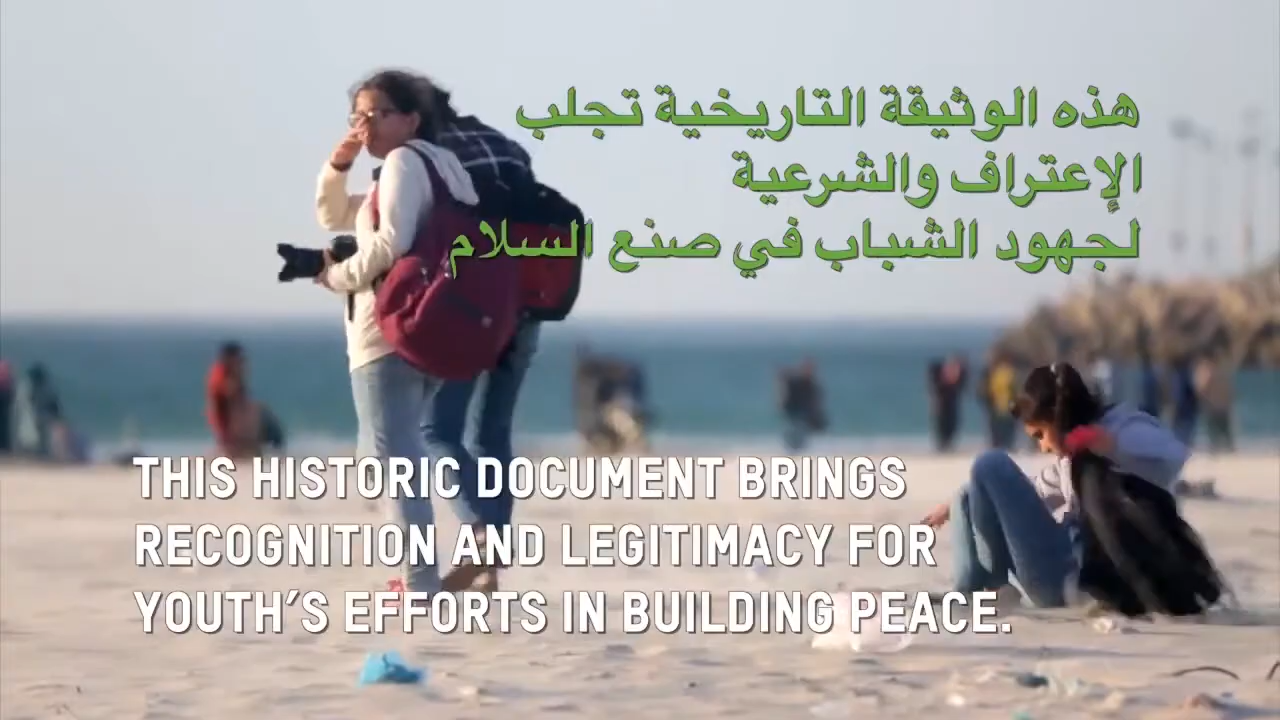 هذه الوثيقة التاريخية تجلب
الإعتراف والشرعية
لجهود الشباب في صنع السلام
THIS HISTORIC DOCUMENT BRINGS
RECOGNITION AND LEGITIMACY FOR
YOUTH'S EFFORTS IN BUILDING PEACE.